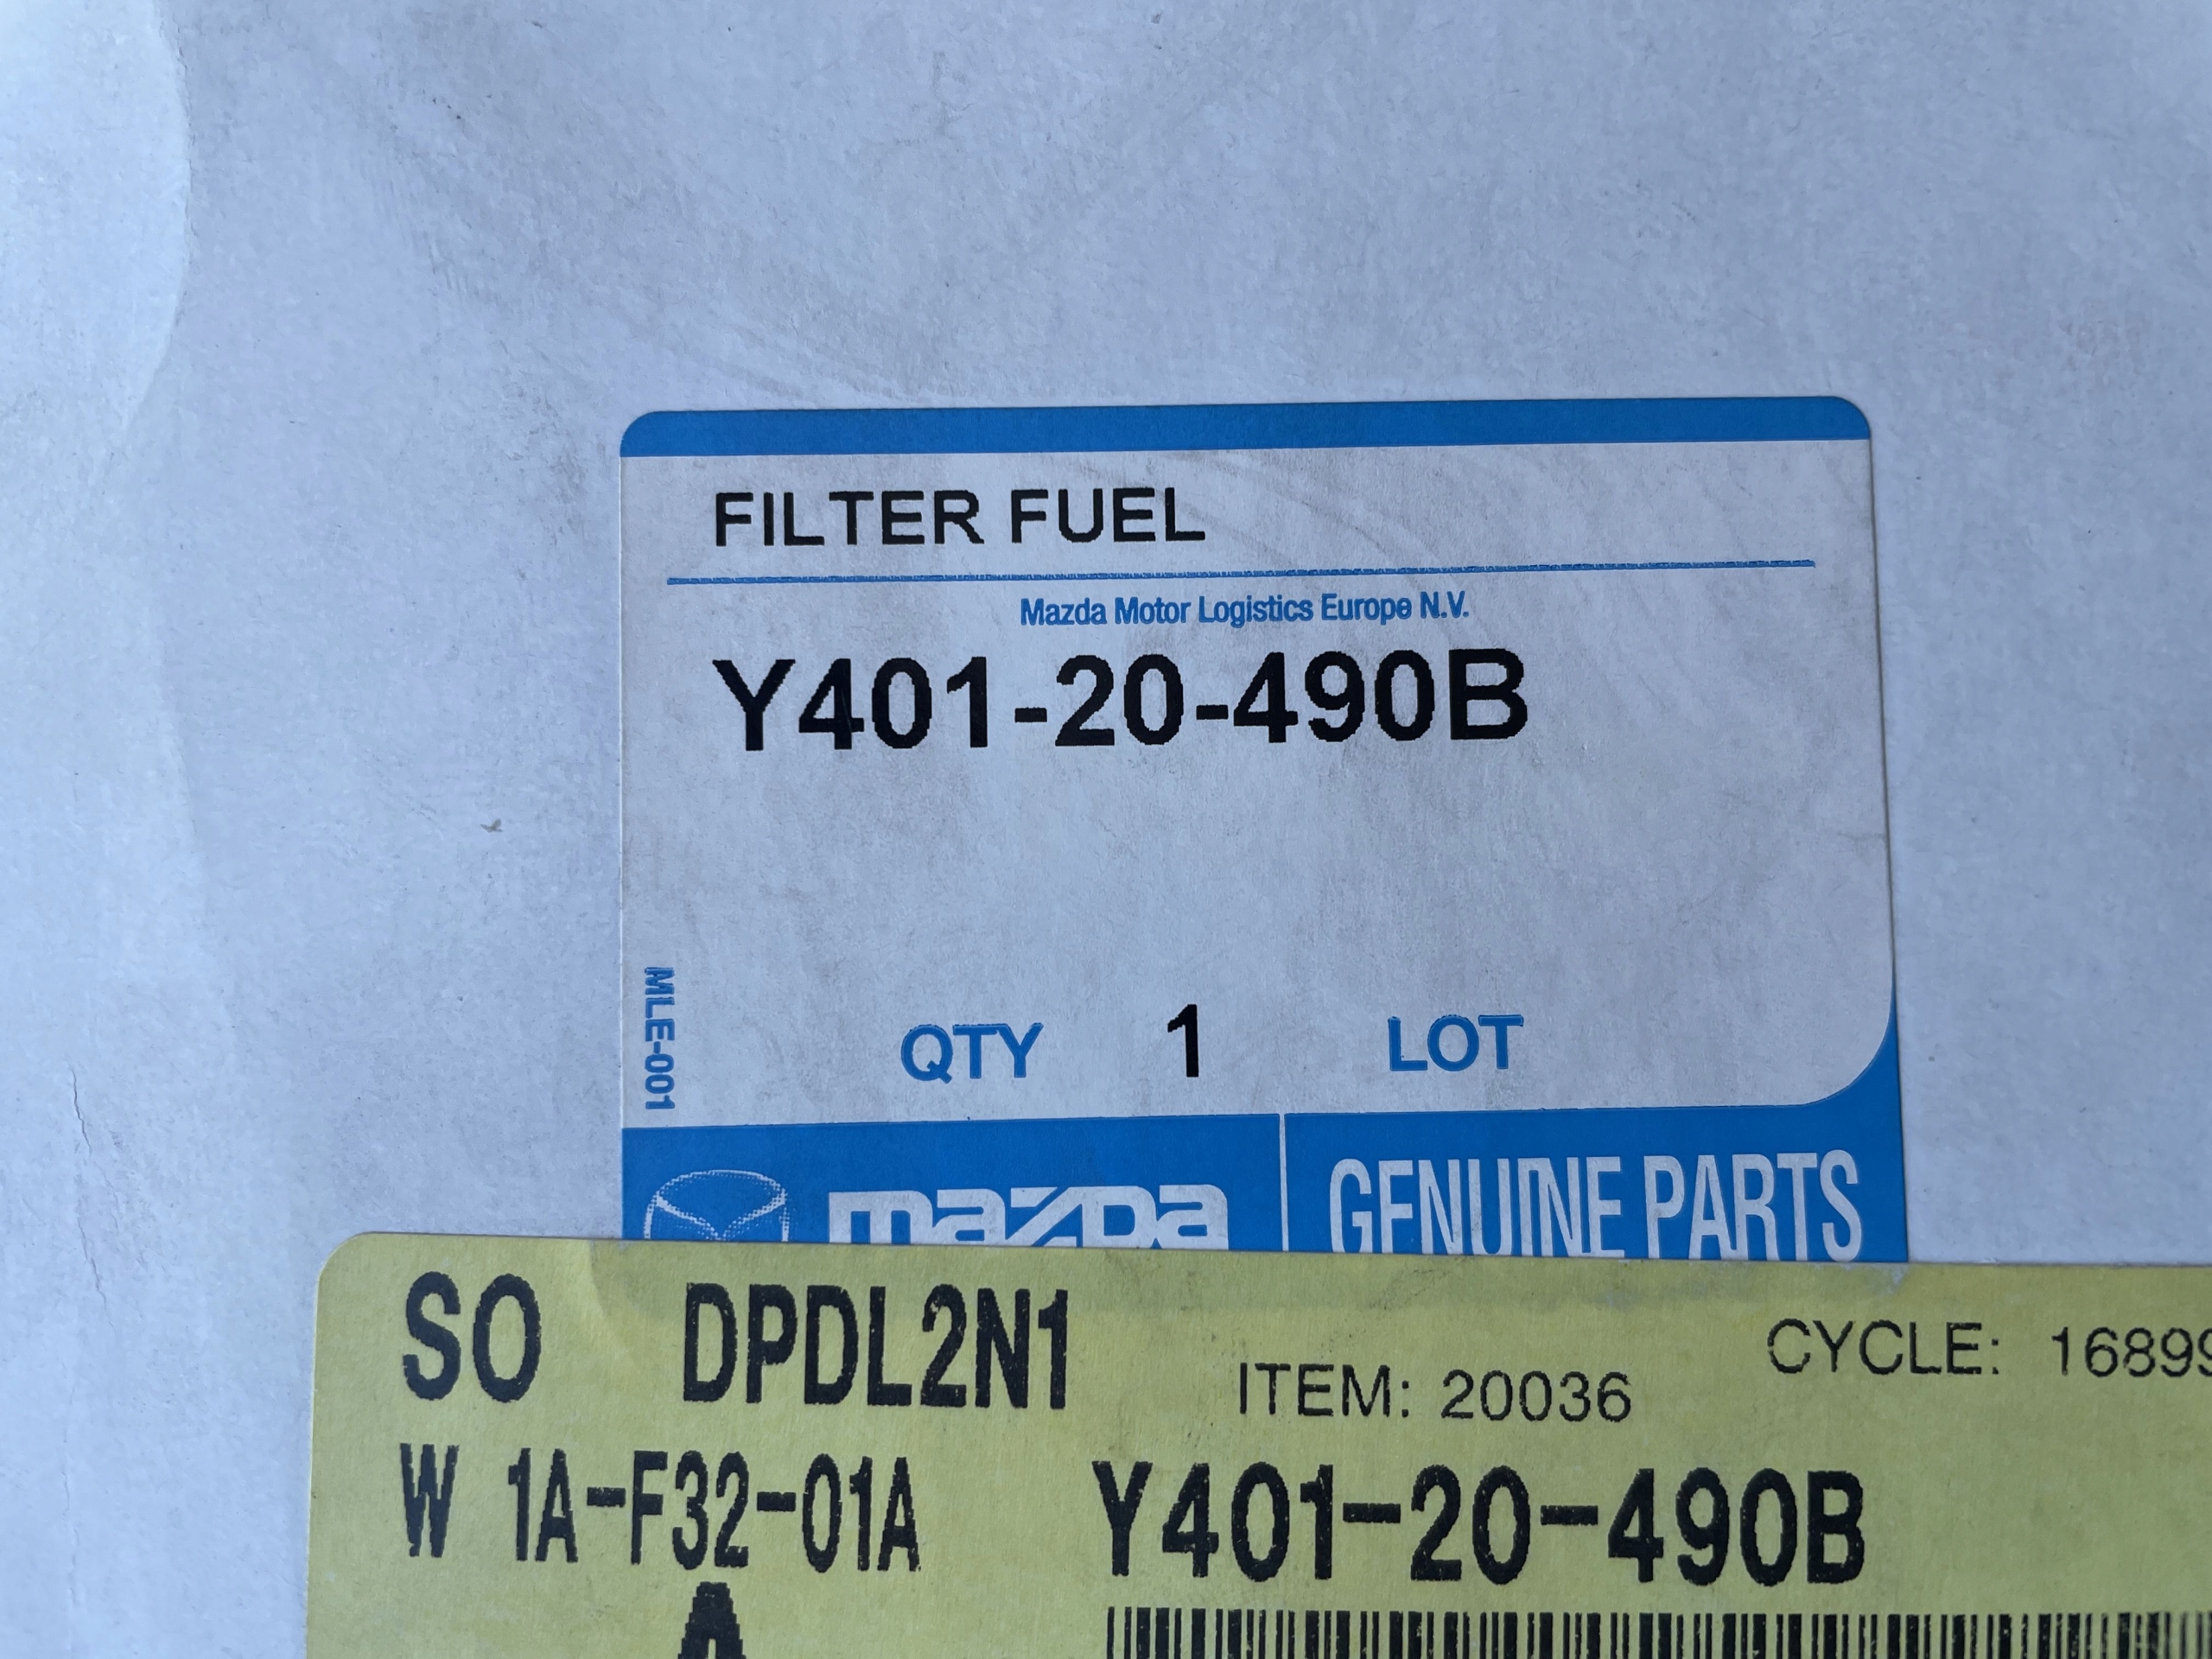 FILTER FUEL
Mazda Motor Logistics Europe N.V.
Y401-20-490B
MLE-001
QTY 1 LOT
mazda GENUINE PARTS
SO DPDL2N1 ITEM: 20036 CYCLE: 16899
W 1A-F32-01A Y401-20-490B
A